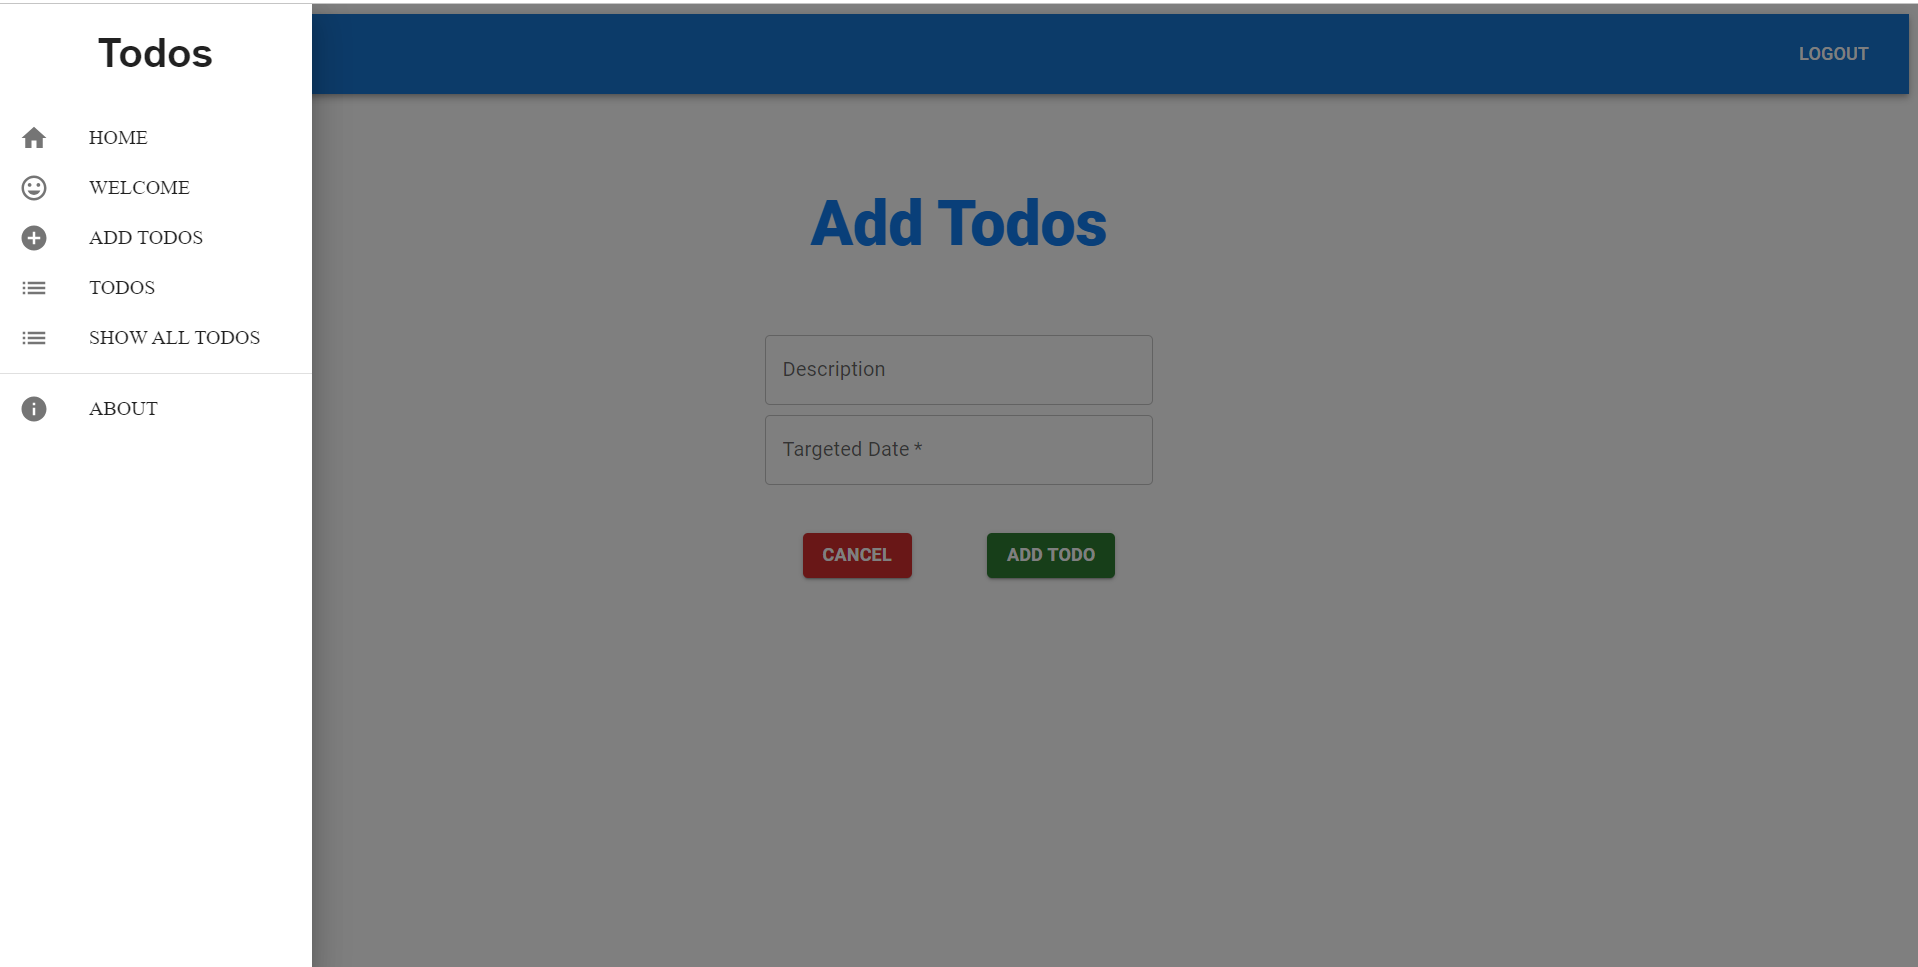 Todos
HOME
WELCOME
ADD TODOS
TODOS
SHOW ALL TODOS
ABOUT
LOGOUT
Add Todos
Description
Targeted Date *
CANCEL
ADD TODO